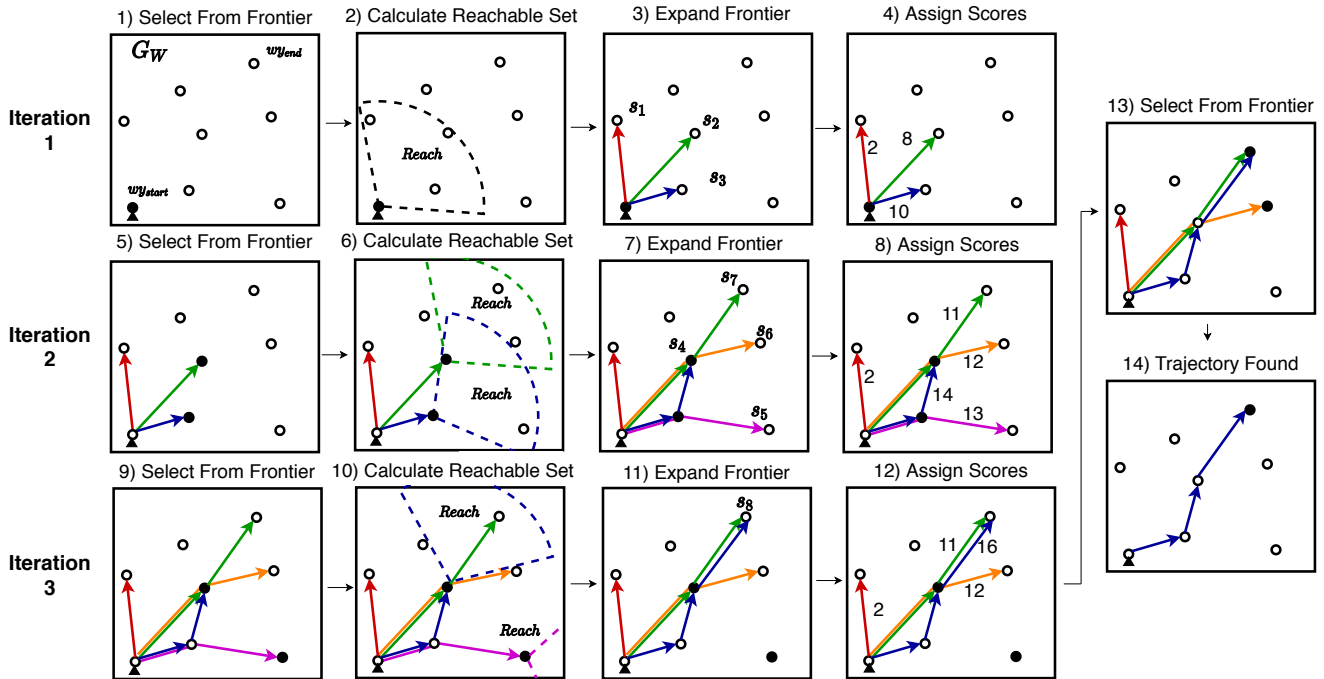 1) Select From Frontier
2) Calculate Reachable Set
3) Expand Frontier
4) Assign Scores
Iteration
1
G_W
wy_end
wy_start
Reach
s_1
s_2
s_3
2
8
10
13) Select From Frontier
5) Select From Frontier
6) Calculate Reachable Set
7) Expand Frontier
8) Assign Scores
Iteration
2
Reach
Reach
s_7
s_6
s_4
s_5
11
12
2
14
13
14) Trajectory Found
9) Select From Frontier
10) Calculate Reachable Set
11) Expand Frontier
12) Assign Scores
Iteration
3
Reach
Reach
s_8
11
16
12
2